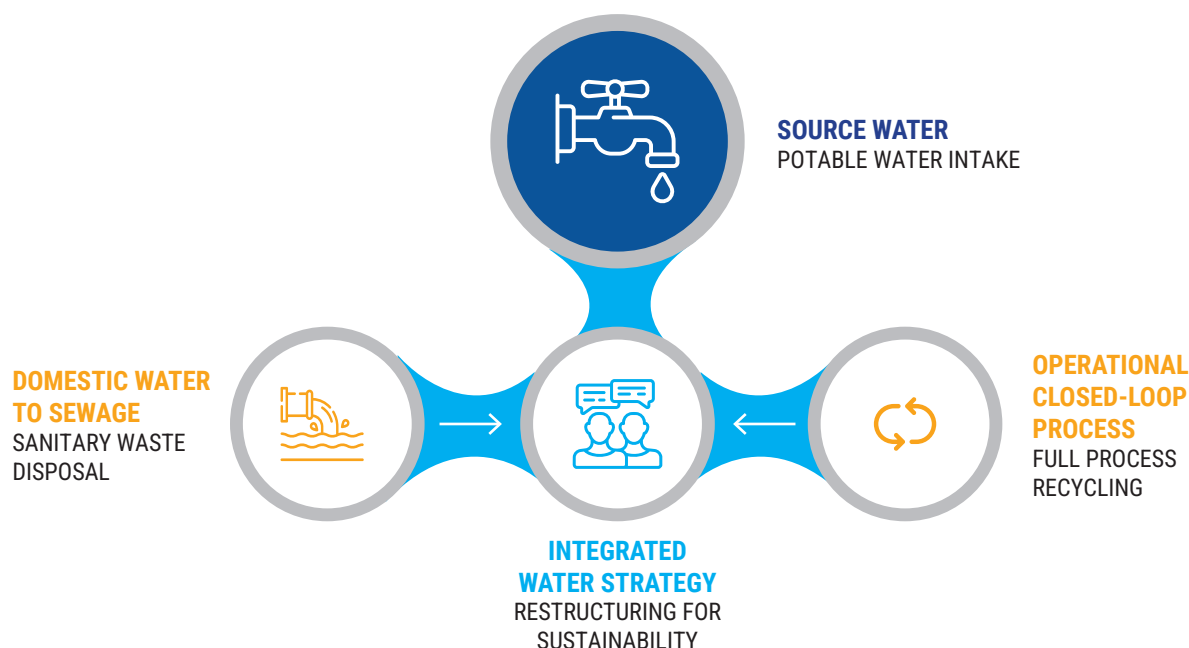 SOURCE WATER
POTABLE WATER INTAKE
DOMESTIC WATER
TO SEWAGE
SANITARY WASTE
DISPOSAL
OPERATIONAL
CLOSED-LOOP
PROCESS
FULL PROCESS
RECYCLING
INTEGRATED
WATER STRATEGY
RESTRUCTURING FOR
SUSTAINABILITY